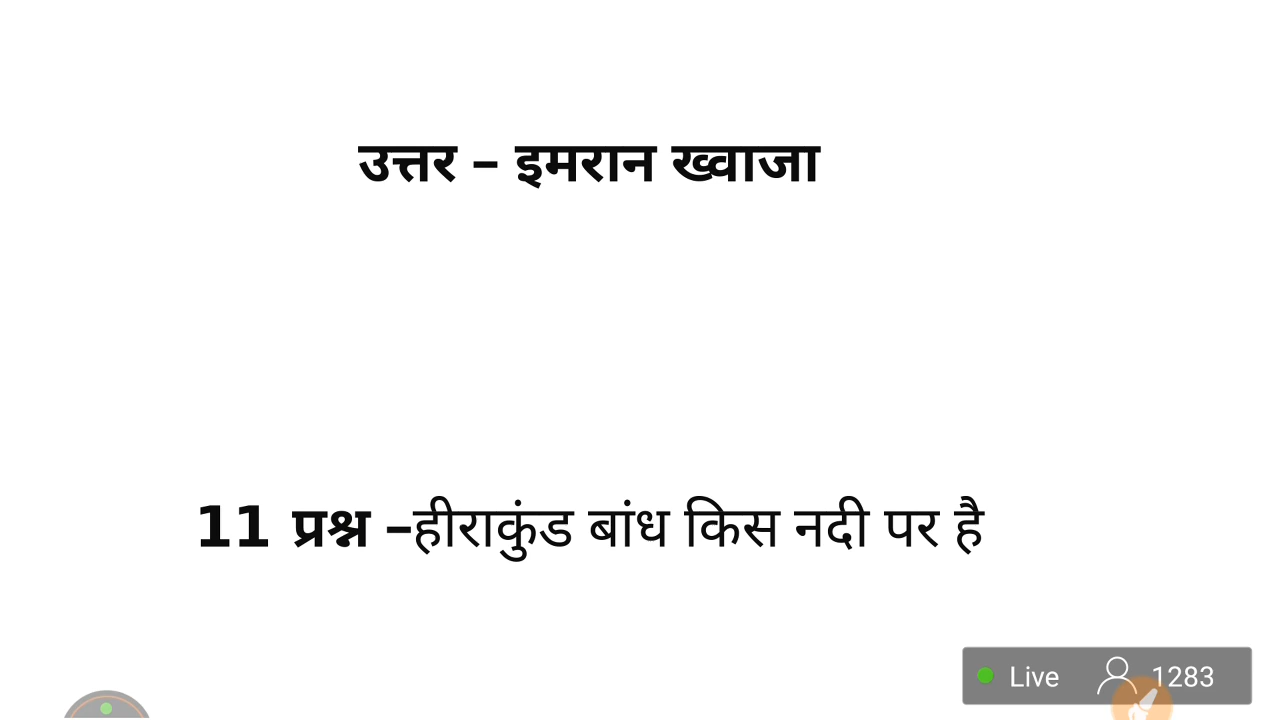 उत्तर – इमरान ख्वाजा
11 प्रश्न –हीराकुंड बांध किस नदी पर है
Live 1283